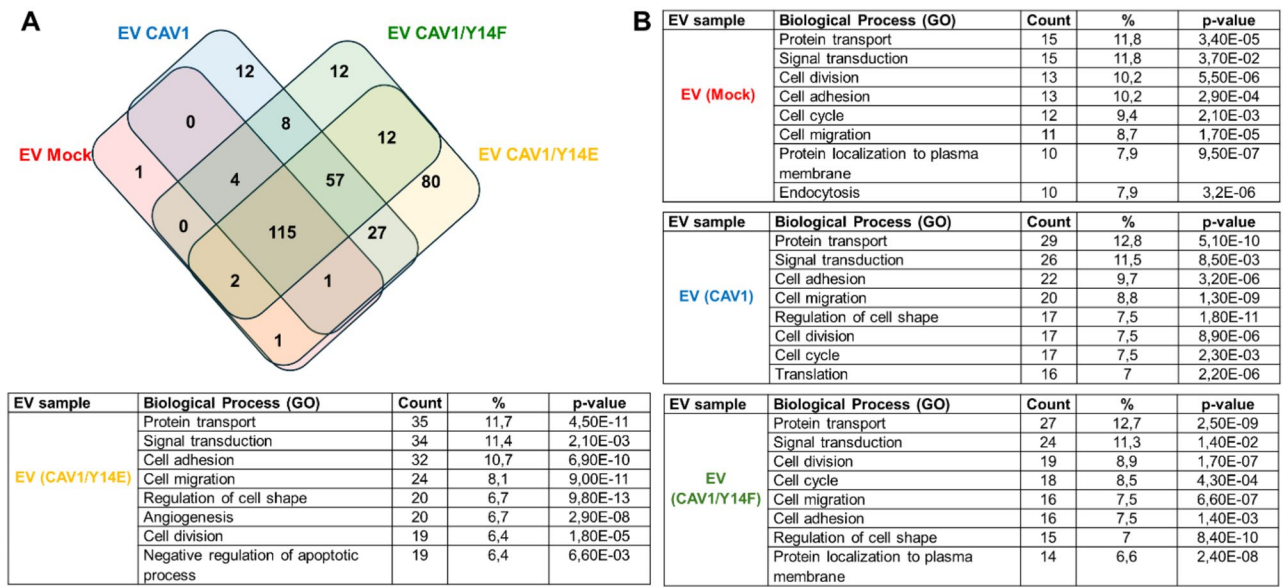 A
EV CAV1
EV CAV1/Y14F
EV Mock
EV CAV1/Y14E
12
12
0
8
12
1
4
57
80
0
115
27
2
1
1
EV sample Biological Process (GO) Count % p-value
EV (CAV1/Y14E)
Protein transport 35 11,7 4,50E-11
Signal transduction 34 11,4 2,10E-03
Cell adhesion 32 10,7 6,90E-10
Cell migration 24 8,1 9,00E-11
Regulation of cell shape 20 6,7 9,80E-13
Angiogenesis 20 6,7 2,90E-08
Cell division 19 6,4 1,80E-05
Negative regulation of apoptotic 19 6,4 6,60E-03
process
B
EV sample Biological Process (GO) Count % p-value
EV (Mock)
Protein transport 15 11,8 3,40E-05
Signal transduction 15 11,8 3,70E-02
Cell division 13 10,2 5,50E-06
Cell adhesion 13 10,2 2,90E-04
Cell cycle 12 9,4 2,10E-03
Cell migration 11 8,7 1,70E-05
Protein localization to plasma 10 7,9 9,50E-07
membrane
Endocytosis 10 7,9 3,2E-06
EV sample Biological Process (GO) Count % p-value
EV (CAV1)
Protein transport 29 12,8 5,10E-10
Signal transduction 26 11,5 8,50E-03
Cell adhesion 22 9,7 3,20E-06
Cell migration 20 8,8 1,30E-09
Regulation of cell shape 17 7,5 1,80E-11
Cell division 17 7,5 8,90E-06
Cell cycle 17 7,5 2,30E-03
Translation 16 7 2,20E-06
EV sample Biological Process (GO) Count % p-value
EV
(CAV1/Y14F)
Protein transport 27 12,7 2,50E-09
Signal transduction 24 11,3 1,40E-02
Cell division 19 8,9 1,70E-07
Cell cycle 18 8,5 4,30E-04
Cell migration 16 7,5 6,60E-07
Cell adhesion 16 7,5 1,40E-03
Regulation of cell shape 15 7 8,40E-10
Protein localization to plasma 14 6,6 2,40E-08
membrane